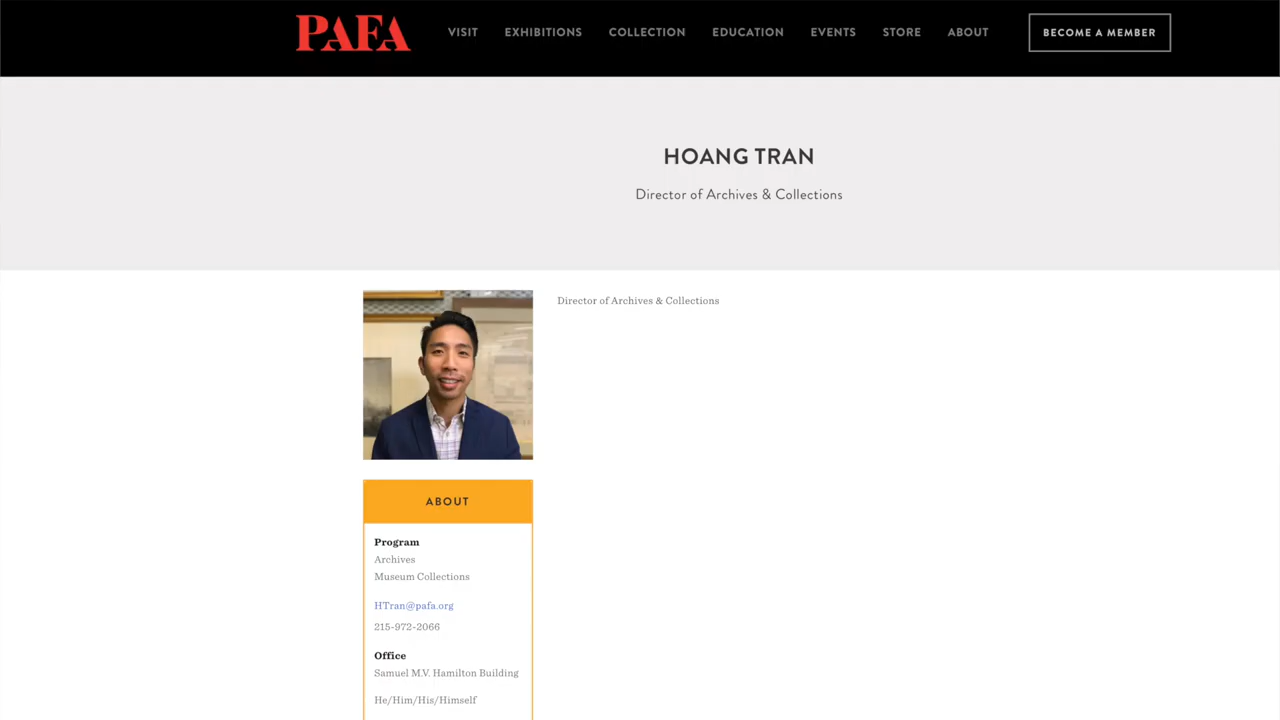 PAFA
VISIT EXHIBITIONS COLLECTION EDUCATION EVENTS STORE ABOUT
BECOME A MEMBER
HOANG TRAN
Director of Archives & Collections
Director of Archives & Collections
ABOUT
Program
Archives
Museum Collections
HTran@pafa.org
215-972-2066
Office
Samuel M.V. Hamilton Building
He/Him/His/Himself